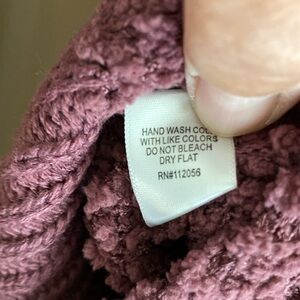 HAND WASH COL
WITH LIKE COLORS
DO NOT BLEACH
DRY FLAT
RN#112056